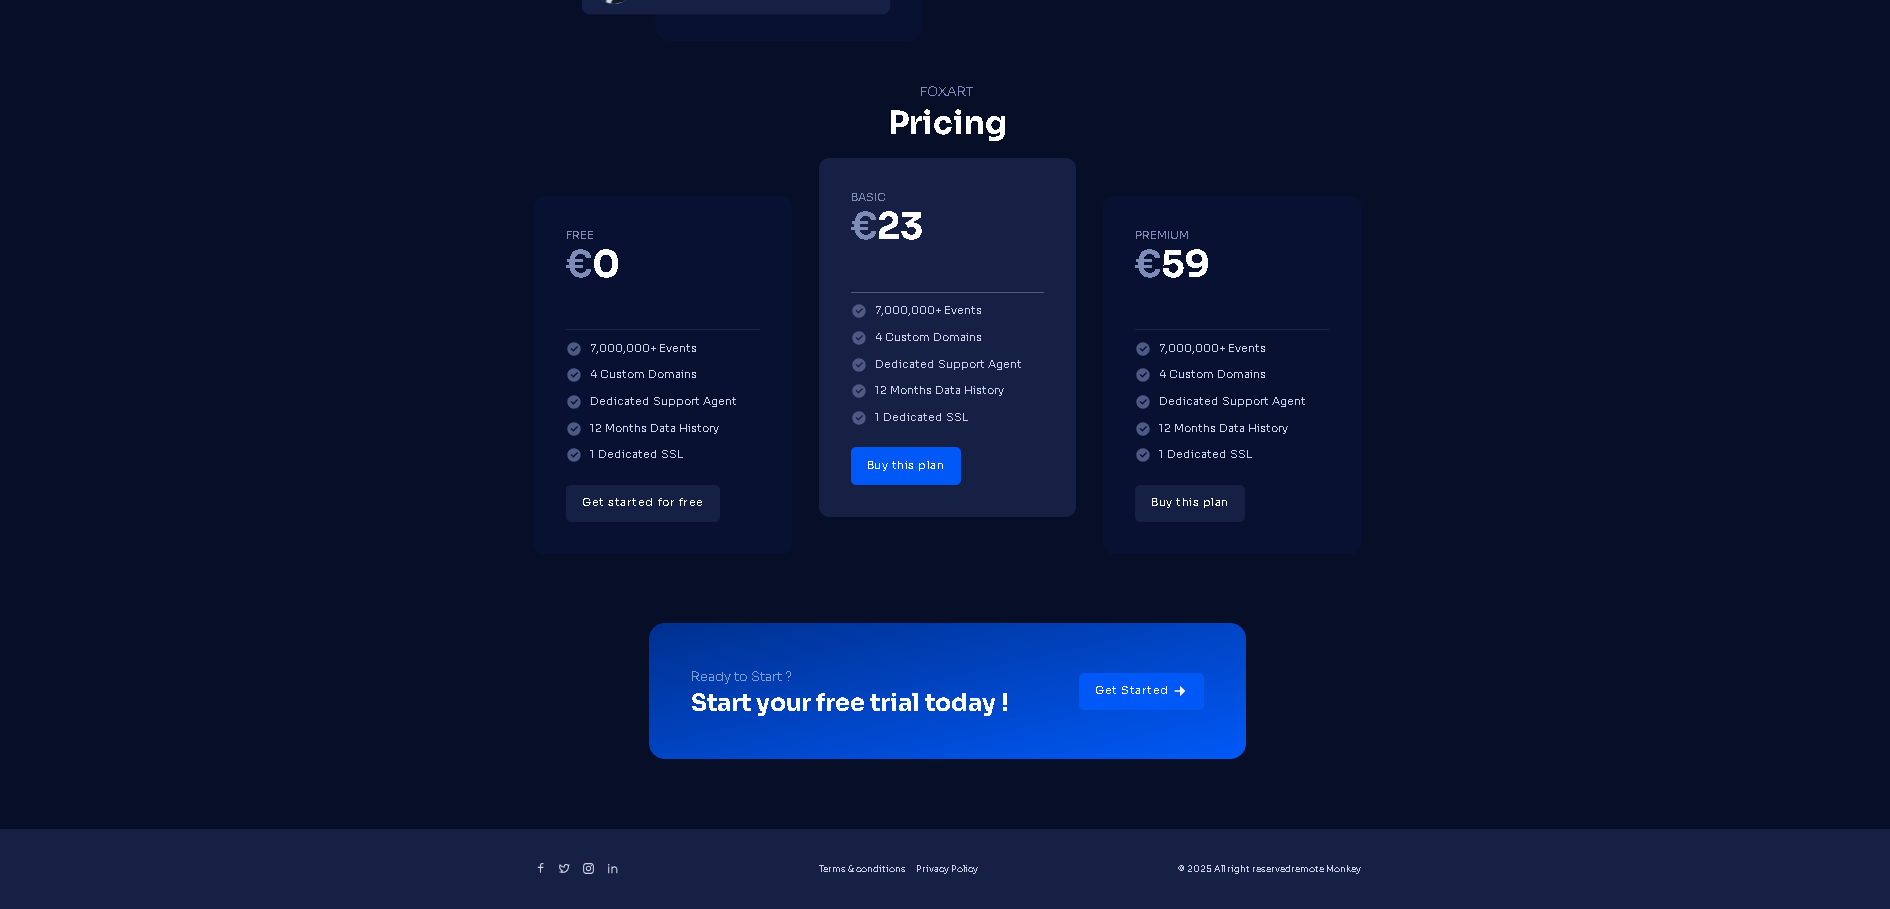 FOXART
Pricing
FREE
€0
7,000,000+ Events
4 Custom Domains
Dedicated Support Agent
12 Months Data History
1 Dedicated SSL
Get started for free
BASIC
€23
7,000,000+ Events
4 Custom Domains
Dedicated Support Agent
12 Months Data History
1 Dedicated SSL
Buy this plan
PREMIUM
€59
7,000,000+ Events
4 Custom Domains
Dedicated Support Agent
12 Months Data History
1 Dedicated SSL
Buy this plan
Ready to Start ?
Start your free trial today !
Get Started
Terms & conditions Privacy Policy
© 2025 All right reservedremote Monkey